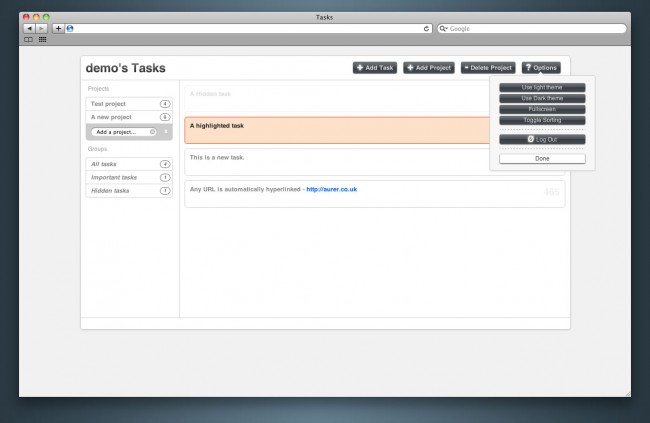 Tasks
Google
demo's Tasks
Add Task
Add Project
Delete Project
? Options
Projects
Test project 4
A new project 6
Add a project...
Groups
All tasks 4
Important tasks 1
Hidden tasks 1
A Hidden task
A highlighted task
This is a new task.
Any URL is automatically hyperlinked - http://aurer.co.uk
Use light theme
Use Dark theme
Fullscreen
Toggle Sorting
Log Out
Done